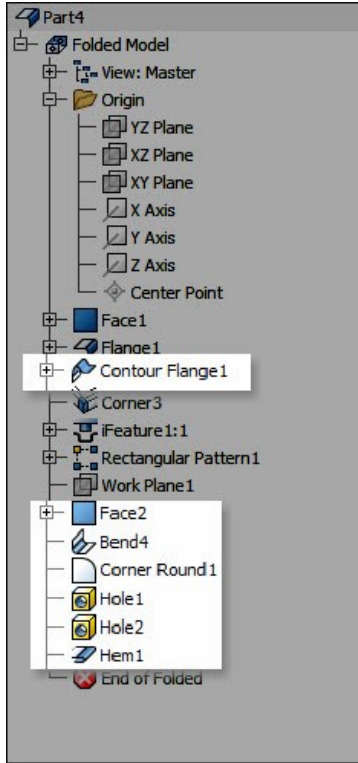 Part4
Folded Model
View: Master
Origin
YZ Plane
XZ Plane
XY Plane
X Axis
Y Axis
Z Axis
Center Point
Face1
Flange1
Contour Flange1
Corner3
iFeature1:1
Rectangular Pattern1
Work Plane1
Face2
Bend4
Corner Round1
Hole1
Hole2
Hem1
End of Folded